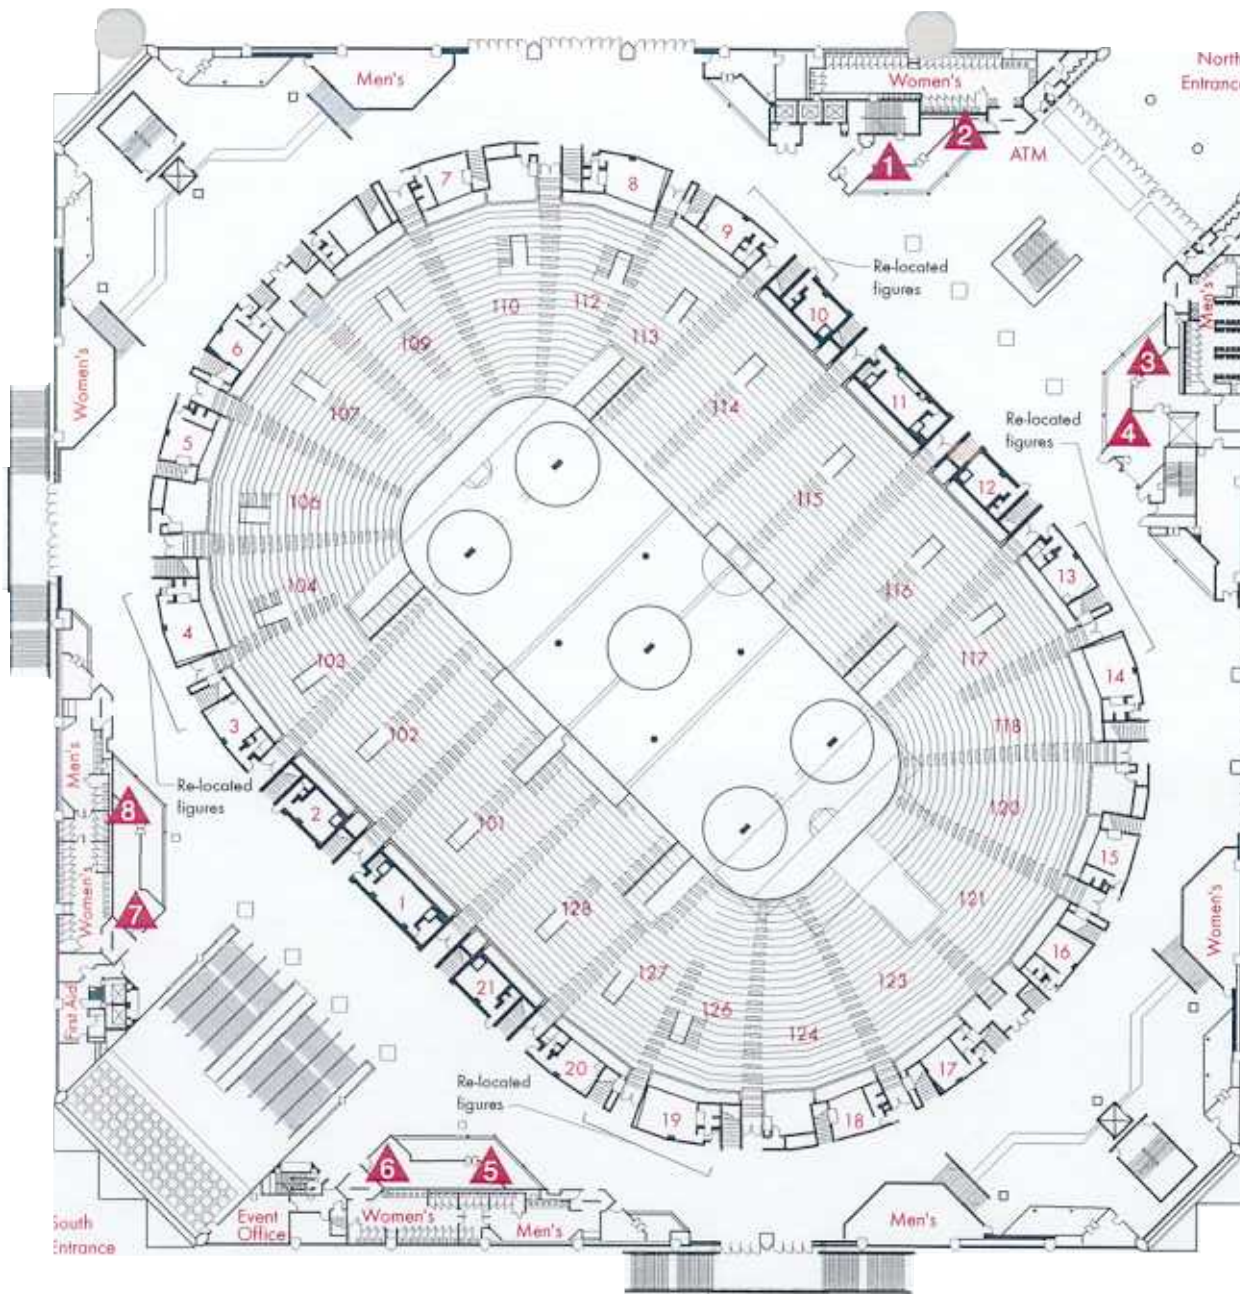 North
Entrance
Men's
Women's
2
ATM
1
7
8
9
Re-located
figures
10
6
110
112
113
109
Men's
3
Women's
114
11
107
4
Re-located
figures
5
12
115
106
13
104
116
4
117
103
14
3
118
102
Men's
Re-located
figures
8
2
120
101
15
Women's
7
1
128
121
Women's
16
127
123
First Aid
21
126
124
20
17
Re-located
figures
19
18
6
5
South
Entrance
Event
Office
Women's
Men's
Men's